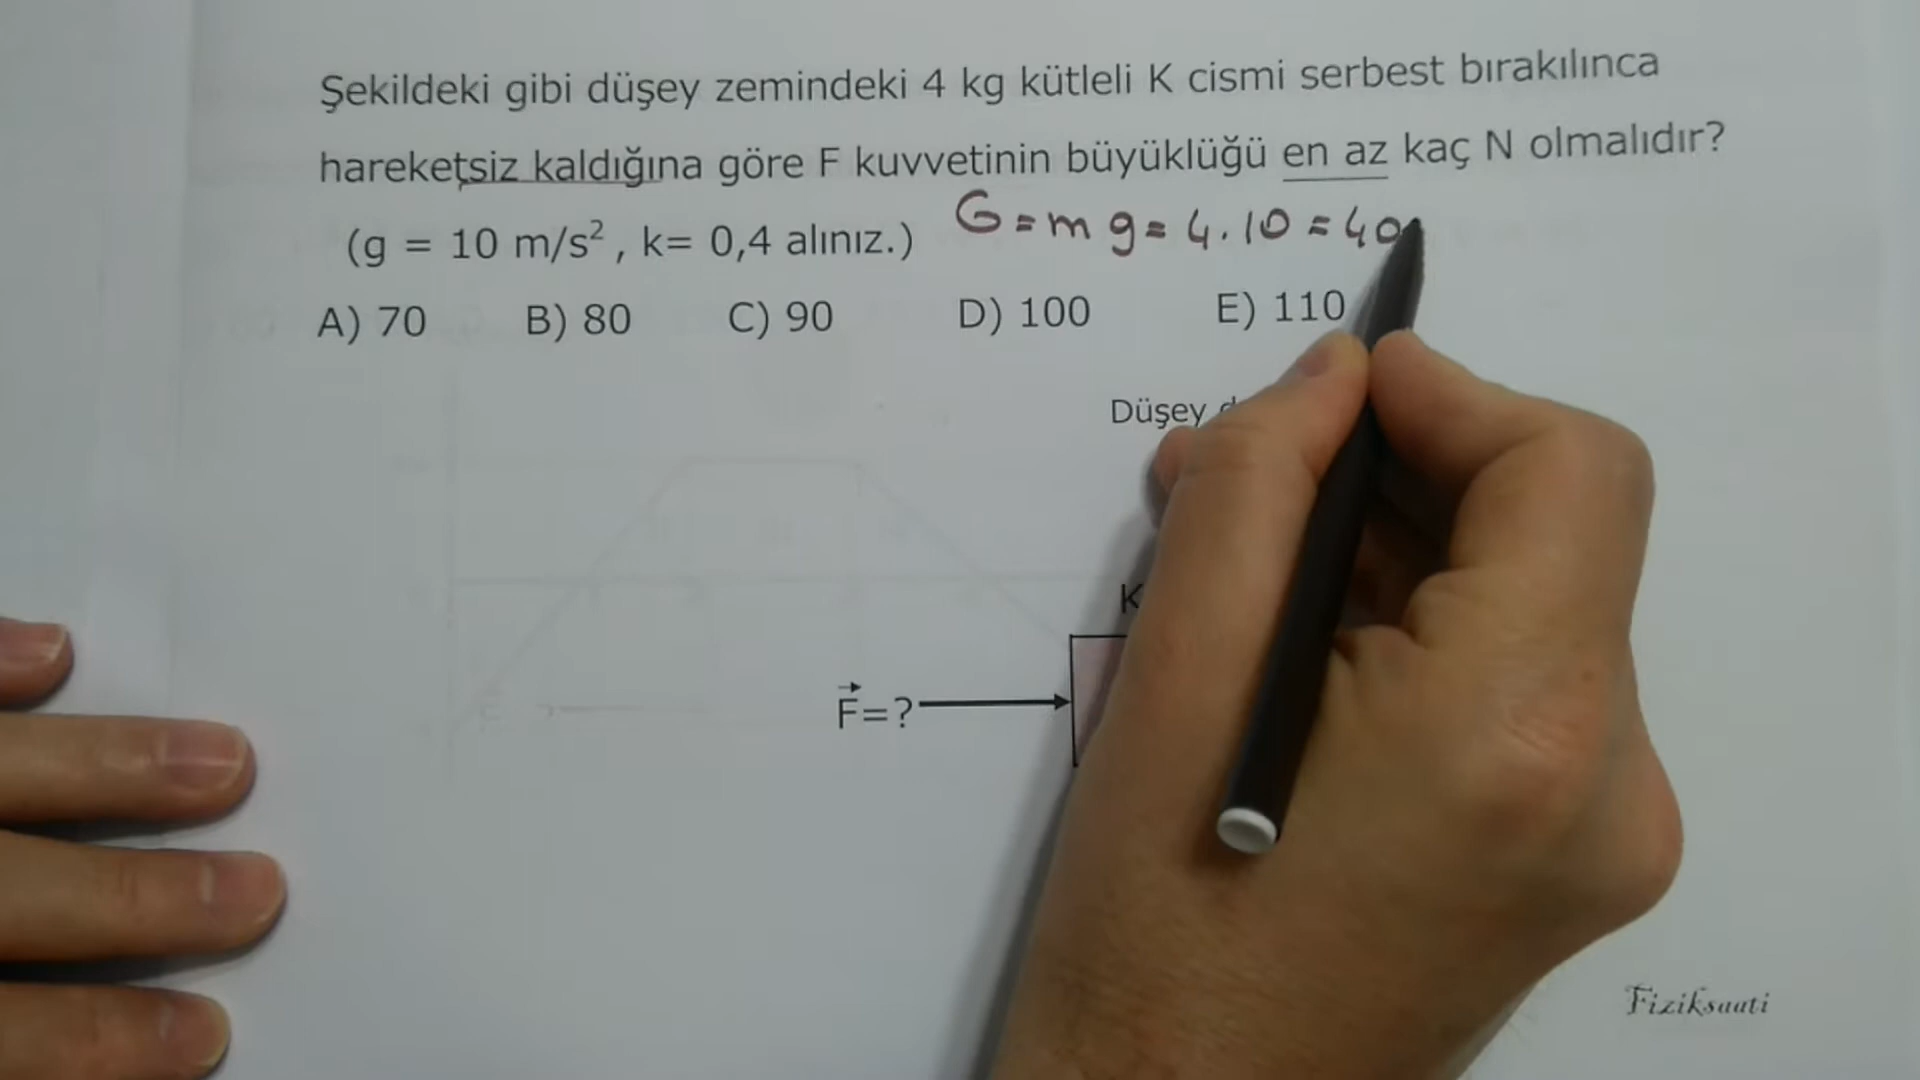 Şekildeki gibi düşey zemindeki 4 kg kütleli K cismi serbest bırakılınca
hareketsiz kaldığına göre F kuvvetinin büyüklüğü en az kaç N olmalıdır?
(g = 10 m/s², k= 0,4 alınız.) G = m g = 4 . 10 = 40
A) 70 B) 80 C) 90 D) 100 E) 110
Düşey
K
F⃗=?
Fiziksaati